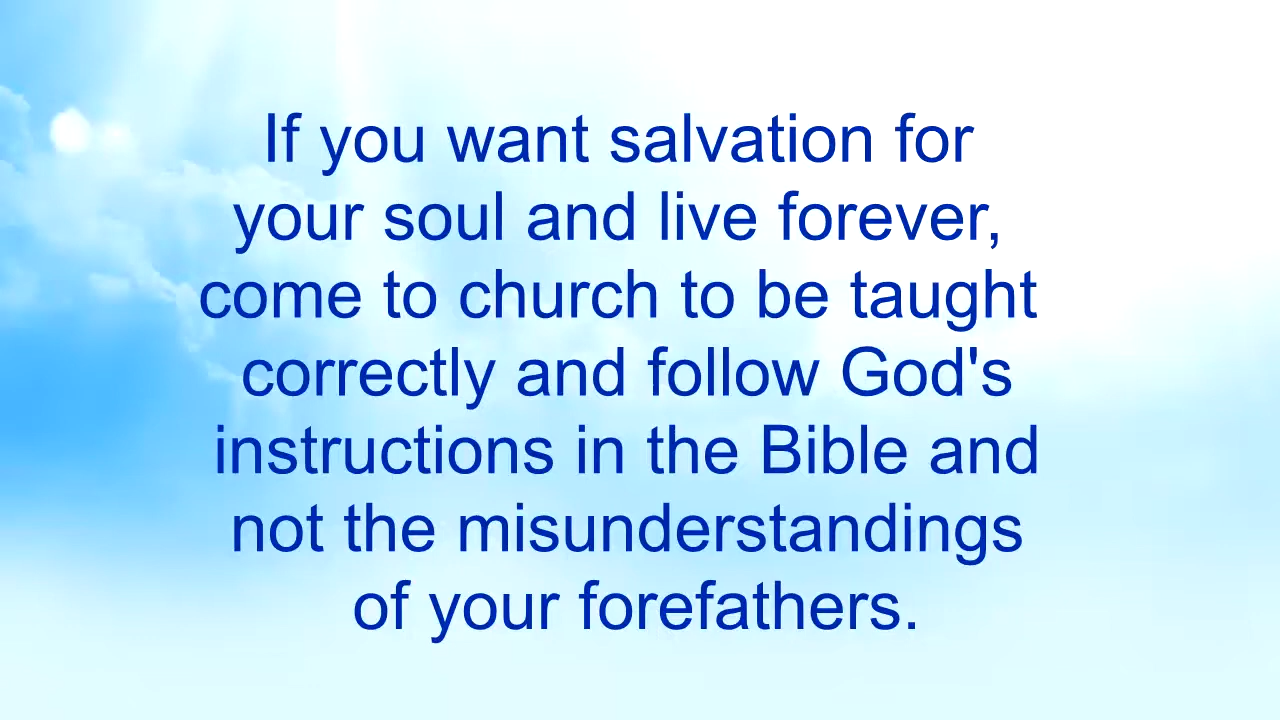 If you want salvation for
your soul and live forever,
come to church to be taught
correctly and follow God's
instructions in the Bible and
not the misunderstandings
of your forefathers.